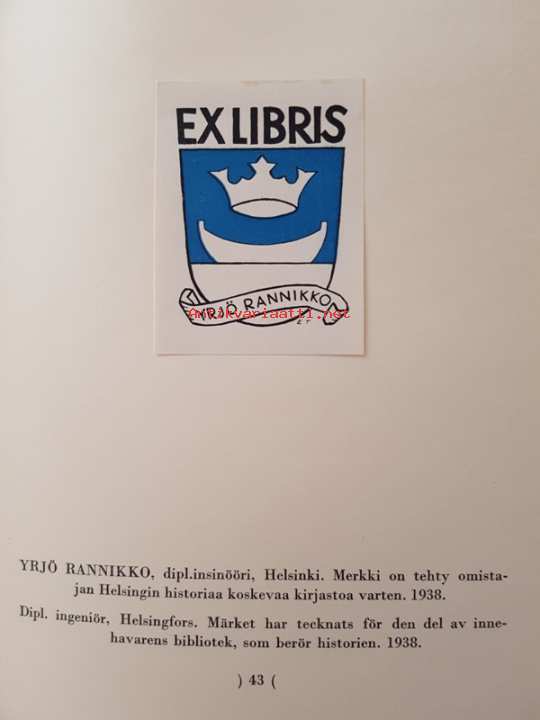 EX LIBRIS
YRJÖ RANNIKKO
Antikvariaatti.net
E T
YRJÖ RANNIKKO, dipl.insinööri, Helsinki. Merkki on tehty omista-
jan Helsingin historiaa koskevaa kirjastoa varten. 1938.
Dipl. ingeniör, Helsingfors. Märket har tecknats för den del av inne-
havarens bibliotek, som berör historien. 1938.
) 43 (